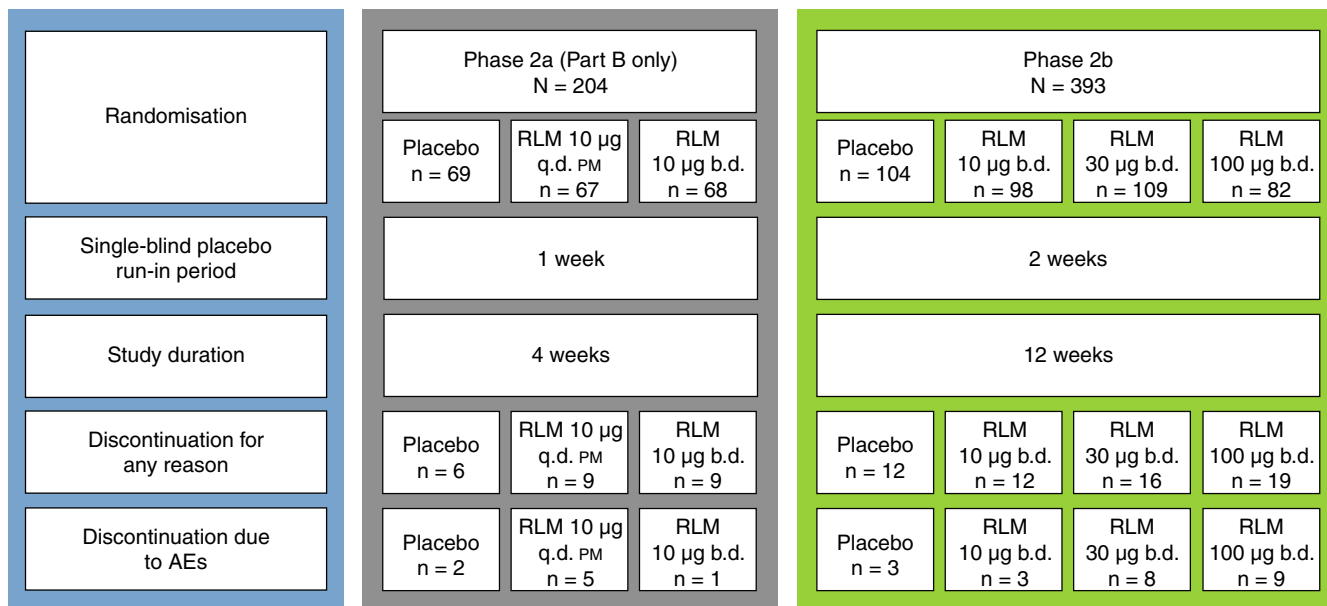 Randomisation
Phase 2a (Part B only)
N = 204
Placebo
n = 69
RLM 10 µg
q.d. PM
n = 67
RLM
10 µg b.d.
n = 68
Phase 2b
N = 393
Placebo
n = 104
RLM
10 µg b.d.
n = 98
RLM
30 µg b.d.
n = 109
RLM
100 µg b.d.
n = 82
Single-blind placebo
run-in period
1 week
2 weeks
Study duration
4 weeks
12 weeks
Discontinuation for
any reason
Placebo
n = 6
RLM 10 µg
q.d. PM
n = 9
RLM
10 µg b.d.
n = 9
Placebo
n = 12
RLM
10 µg b.d.
n = 12
RLM
30 µg b.d.
n = 16
RLM
100 µg b.d.
n = 19
Discontinuation due
to AEs
Placebo
n = 2
RLM 10 µg
q.d. PM
n = 5
RLM
10 µg b.d.
n = 1
Placebo
n = 3
RLM
10 µg b.d.
n = 3
RLM
30 µg b.d.
n = 8
RLM
100 µg b.d.
n = 9